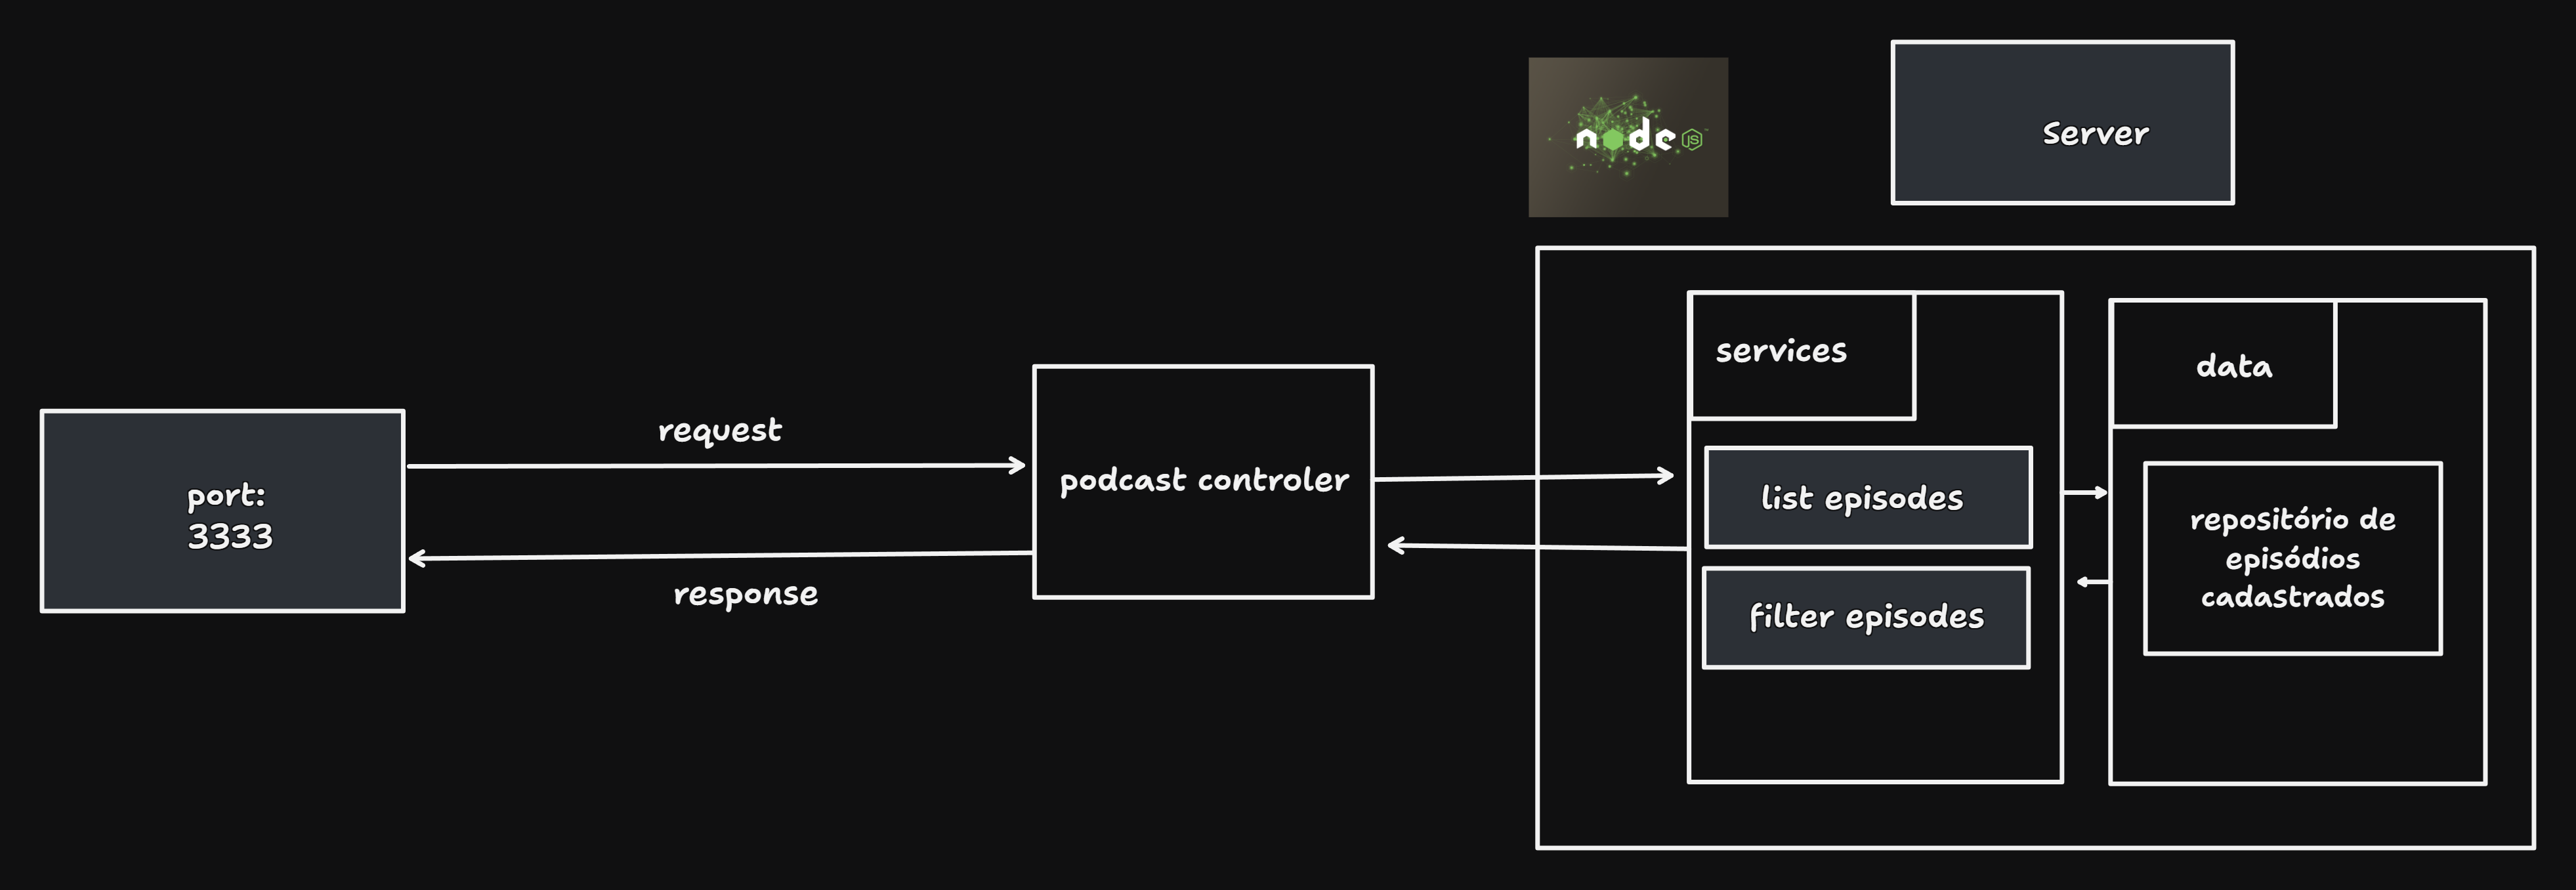 node JS
Server
services
data
request
port:
3333
podcast controler
list episodes
repositório de
episódios
cadastrados
response
filter episodes